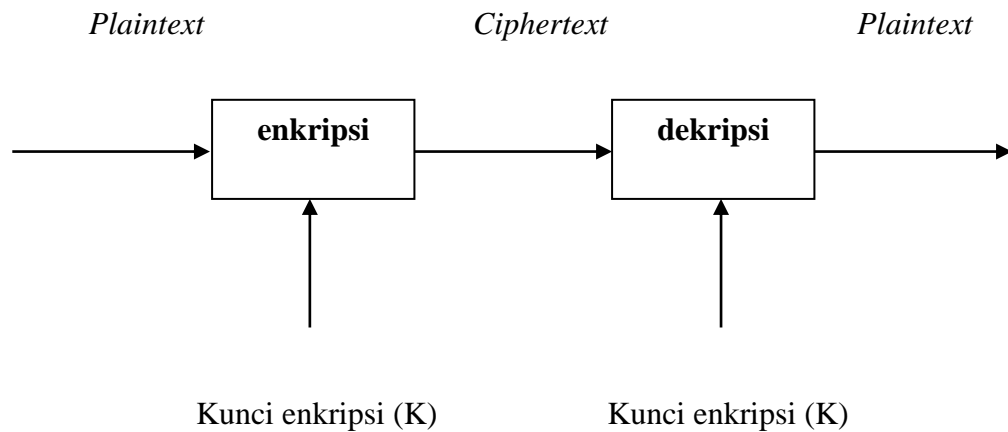 Plaintext
Ciphertext
Plaintext
enkripsi
dekripsi
Kunci enkripsi (K)
Kunci enkripsi (K)